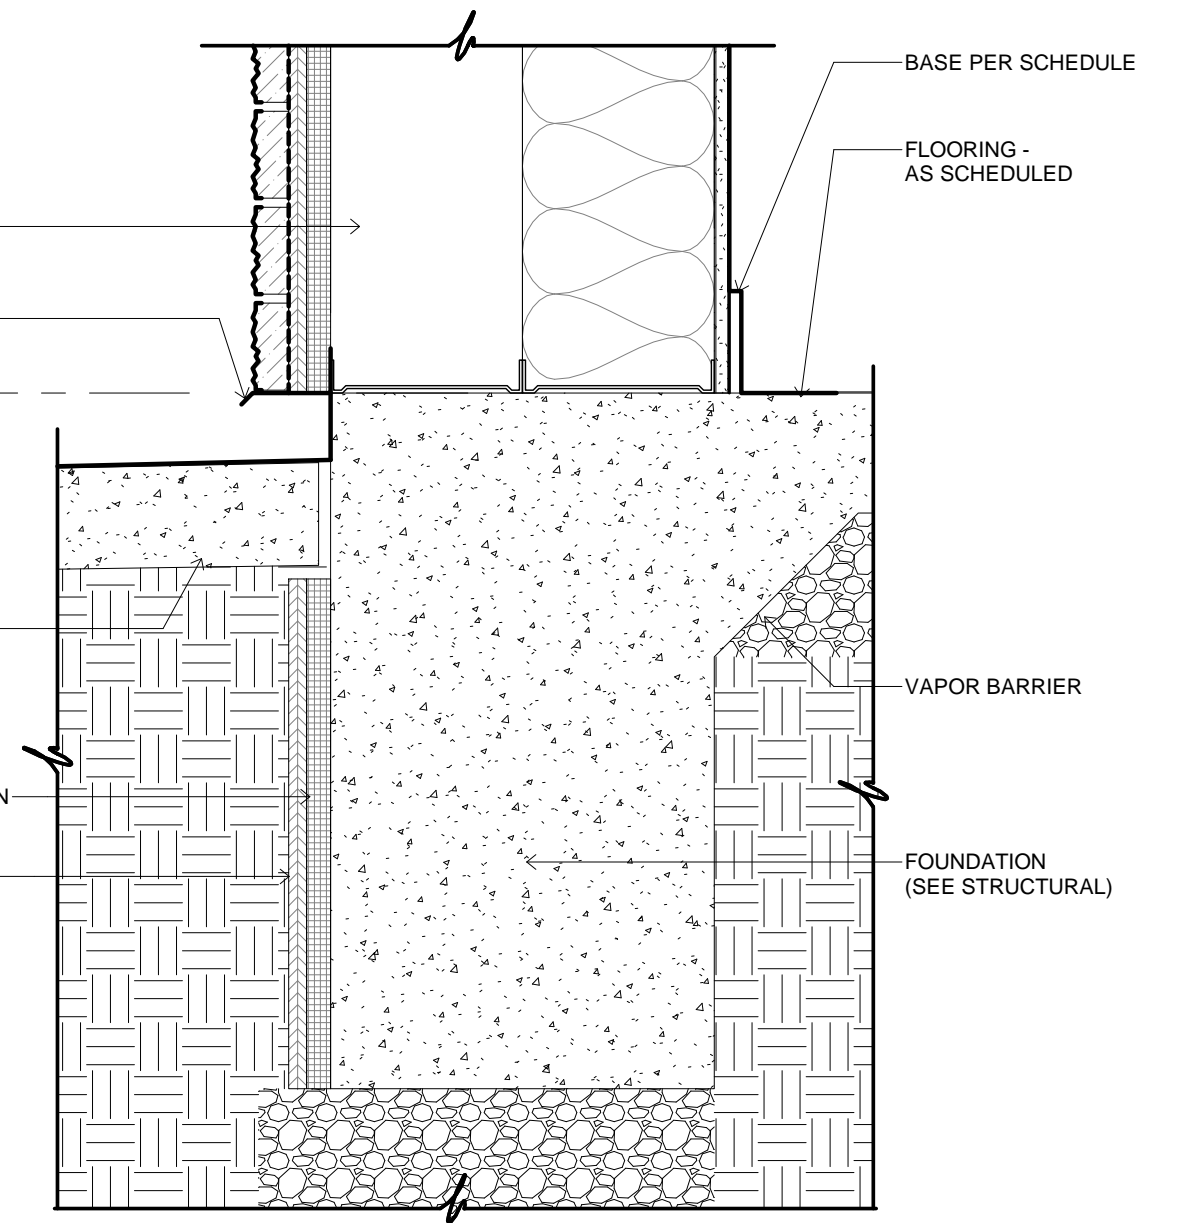 BASE PER SCHEDULE
FLOORING -
AS SCHEDULED
VAPOR BARRIER
N
FOUNDATION
(SEE STRUCTURAL)